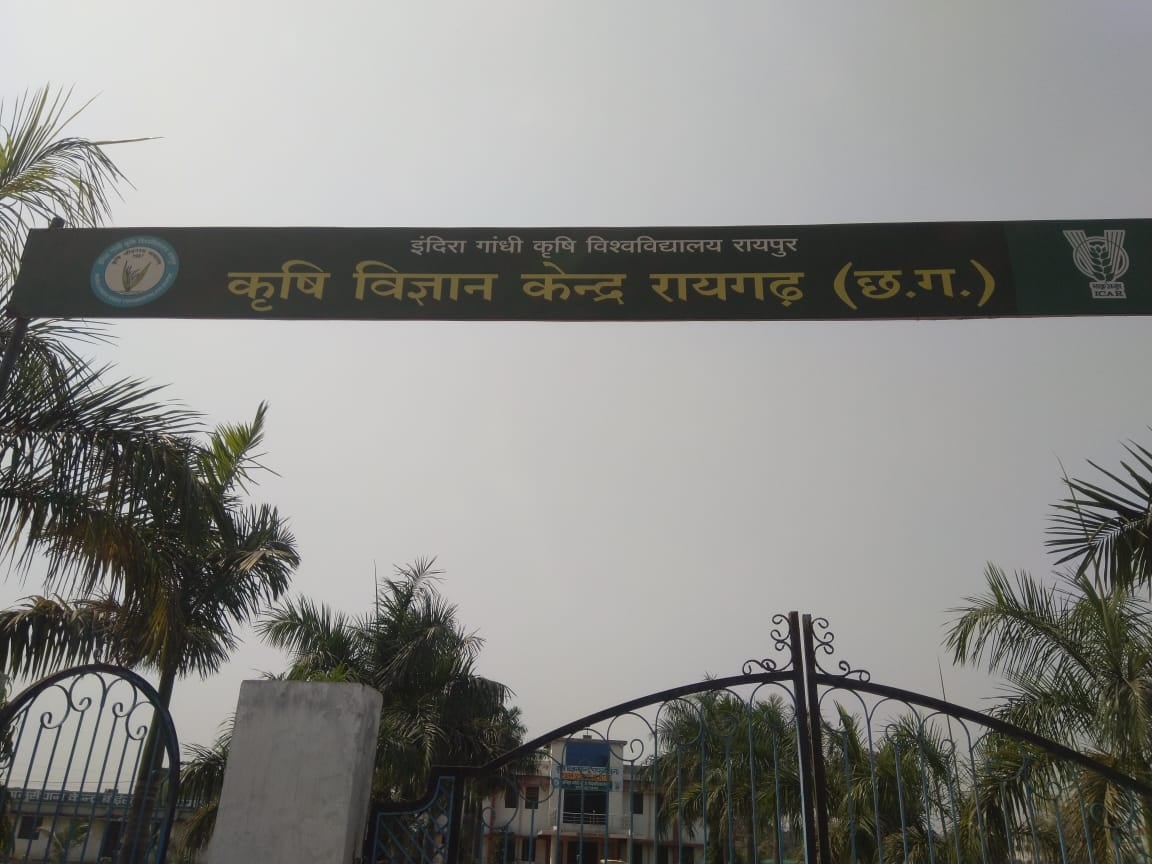 इंदिरा गांधी कृषि विश्वविद्यालय रायपुर
कृषि विज्ञान केन्द्र रायगढ़ (छ.ग.)
ICAR